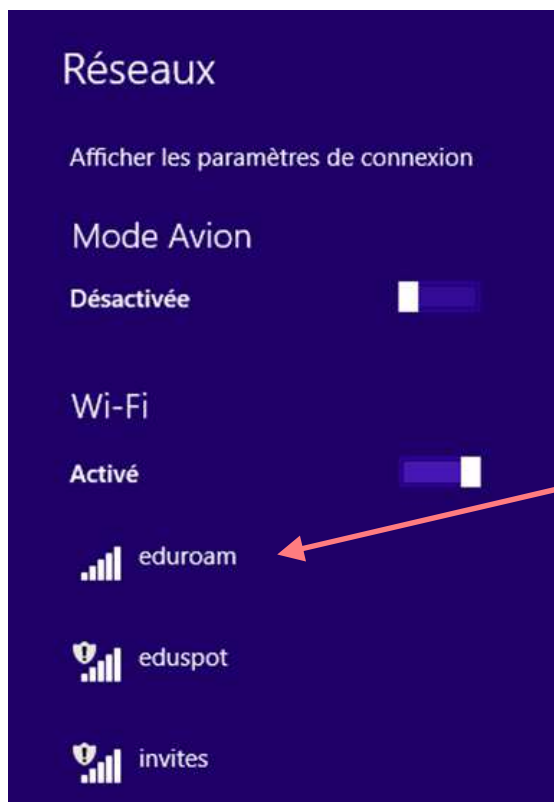 Réseaux
Afficher les paramètres de connexion
Mode Avion
Désactivée
Wi-Fi
Activé
eduroam
eduspot
invites